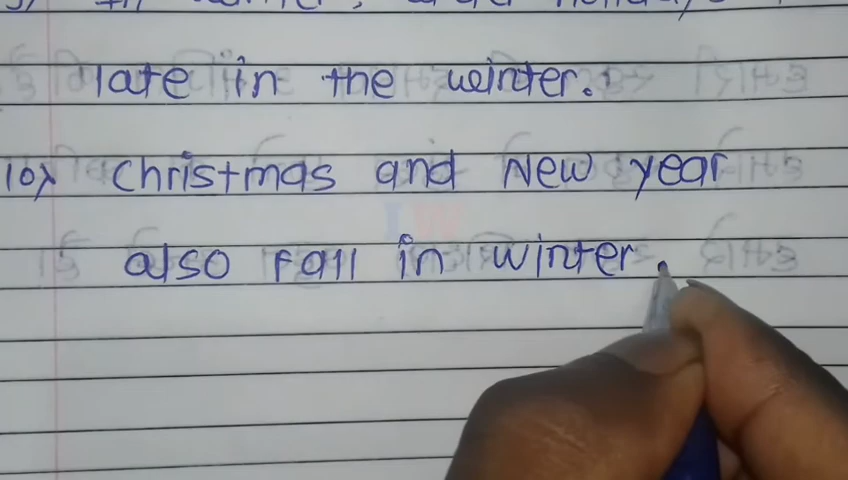 late in the winter.
10) Christmas and New year
also fall in winter.